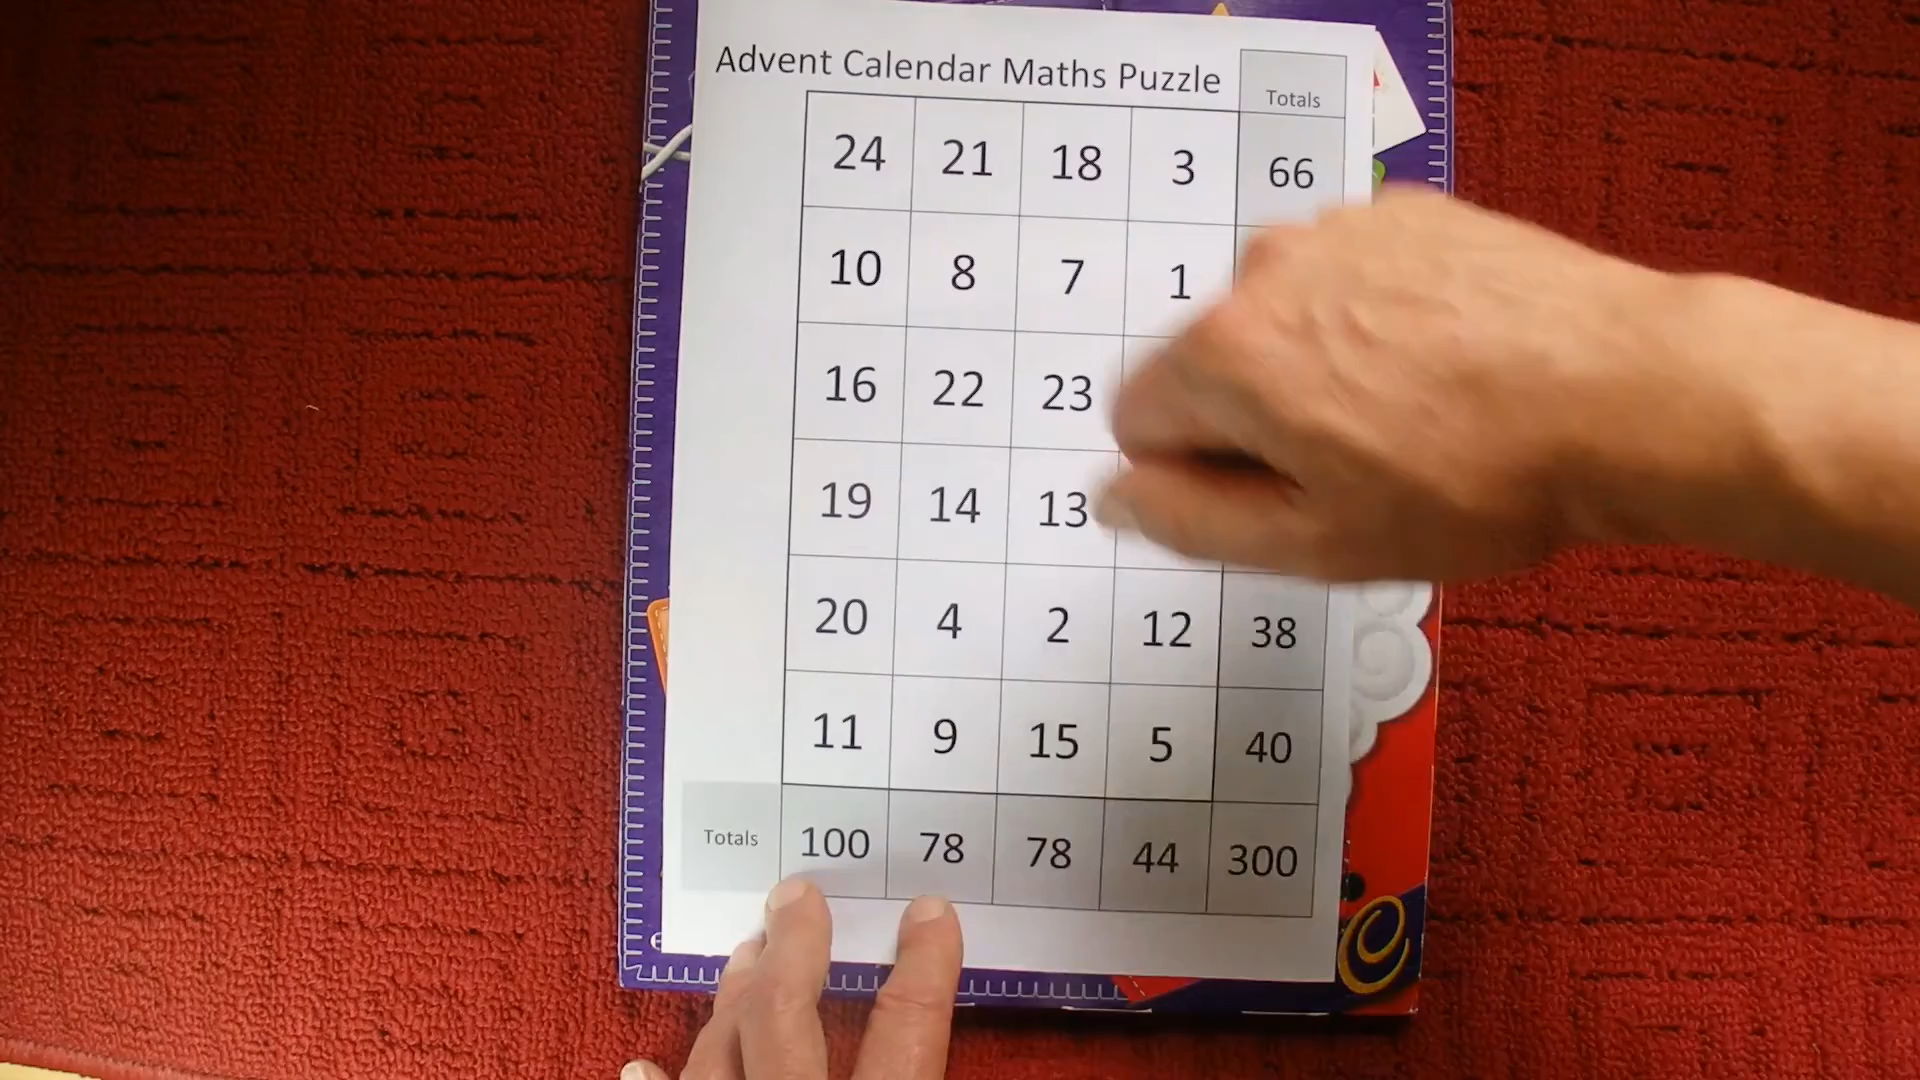 Advent Calendar Maths Puzzle
Totals
24 21 18 3 66
10 8 7 1
16 22 23
19 14 13
20 4 2 12 38
11 9 15 5 40
Totals 100 78 78 44 300